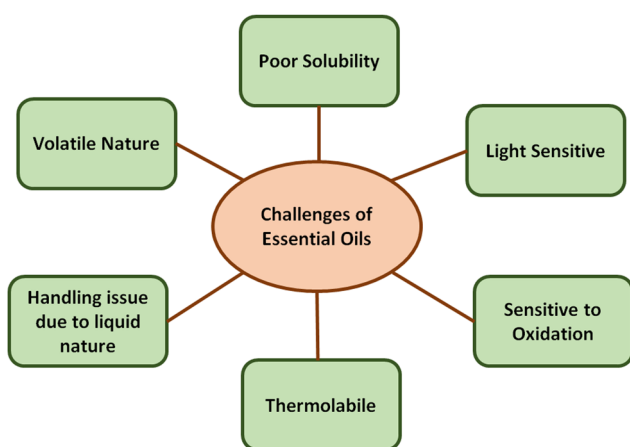 Poor Solubility
Volatile Nature
Light Sensitive
Challenges of
Essential Oils
Handling issue
due to liquid
nature
Sensitive to
Oxidation
Thermolabile